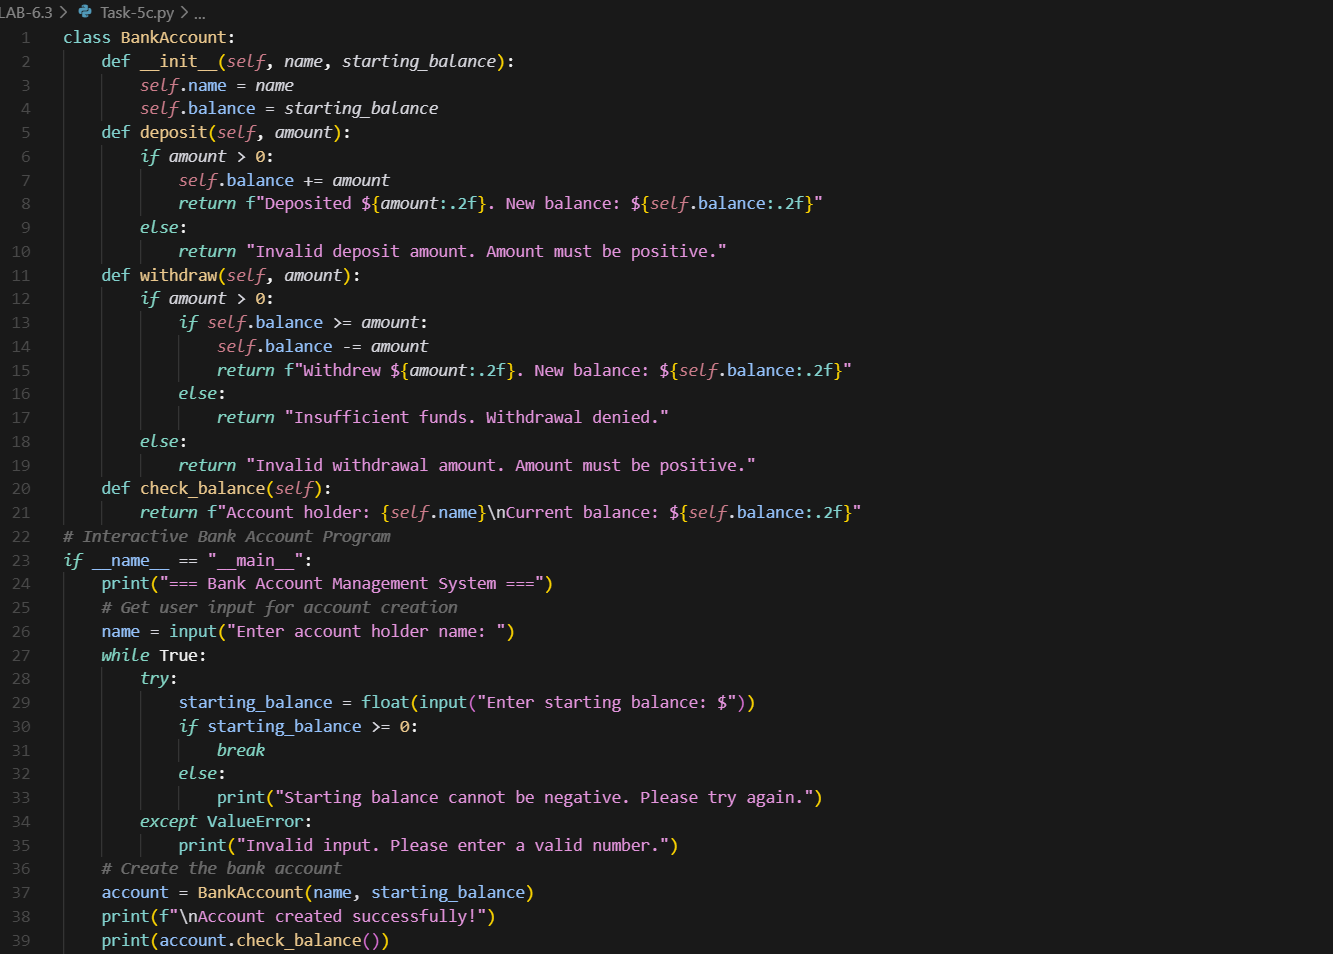 LAB-6.3 > Task-5c.py > ...
1 class BankAccount:
2     def __init__(self, name, starting_balance):
3         self.name = name
4         self.balance = starting_balance
5     def deposit(self, amount):
6         if amount > 0:
7             self.balance += amount
8             return f"Deposited ${amount:.2f}. New balance: ${self.balance:.2f}"
9         else:
10             return "Invalid deposit amount. Amount must be positive."
11     def withdraw(self, amount):
12         if amount > 0:
13             if self.balance >= amount:
14                 self.balance -= amount
15                 return f"Withdrew ${amount:.2f}. New balance: ${self.balance:.2f}"
16             else:
17                 return "Insufficient funds. Withdrawal denied."
18         else:
19             return "Invalid withdrawal amount. Amount must be positive."
20     def check_balance(self):
21         return f"Account holder: {self.name}\nCurrent balance: ${self.balance:.2f}"
22 # Interactive Bank Account Program
23 if __name__ == "__main__":
24     print("=== Bank Account Management System ===")
25     # Get user input for account creation
26     name = input("Enter account holder name: ")
27     while True:
28         try:
29             starting_balance = float(input("Enter starting balance: $"))
30             if starting_balance >= 0:
31                 break
32             else:
33                 print("Starting balance cannot be negative. Please try again.")
34         except ValueError:
35             print("Invalid input. Please enter a valid number.")
36     # Create the bank account
37     account = BankAccount(name, starting_balance)
38     print(f"\nAccount created successfully!")
39     print(account.check_balance())